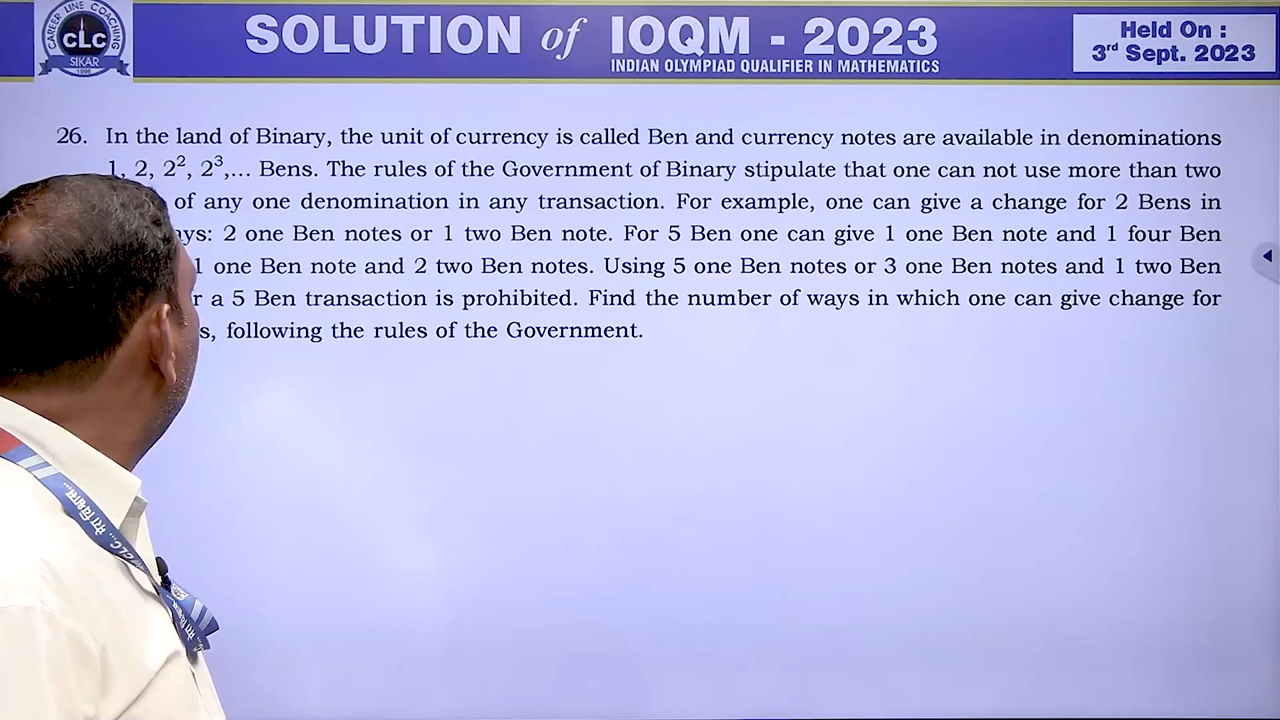 CAREER LINE COACHING
CLC
SIKAR
1996
SOLUTION of IOQM - 2023
INDIAN OLYMPIAD QUALIFIER IN MATHEMATICS
Held On :
3rd Sept. 2023
26. In the land of Binary, the unit of currency is called Ben and currency notes are available in denominations
1, 2, 2², 2³,... Bens. The rules of the Government of Binary stipulate that one can not use more than two
of any one denomination in any transaction. For example, one can give a change for 2 Bens in
ys: 2 one Ben notes or 1 two Ben note. For 5 Ben one can give 1 one Ben note and 1 four Ben
1 one Ben note and 2 two Ben notes. Using 5 one Ben notes or 3 one Ben notes and 1 two Ben
r a 5 Ben transaction is prohibited. Find the number of ways in which one can give change for
s, following the rules of the Government.
CLC... मेरा विश्वास...